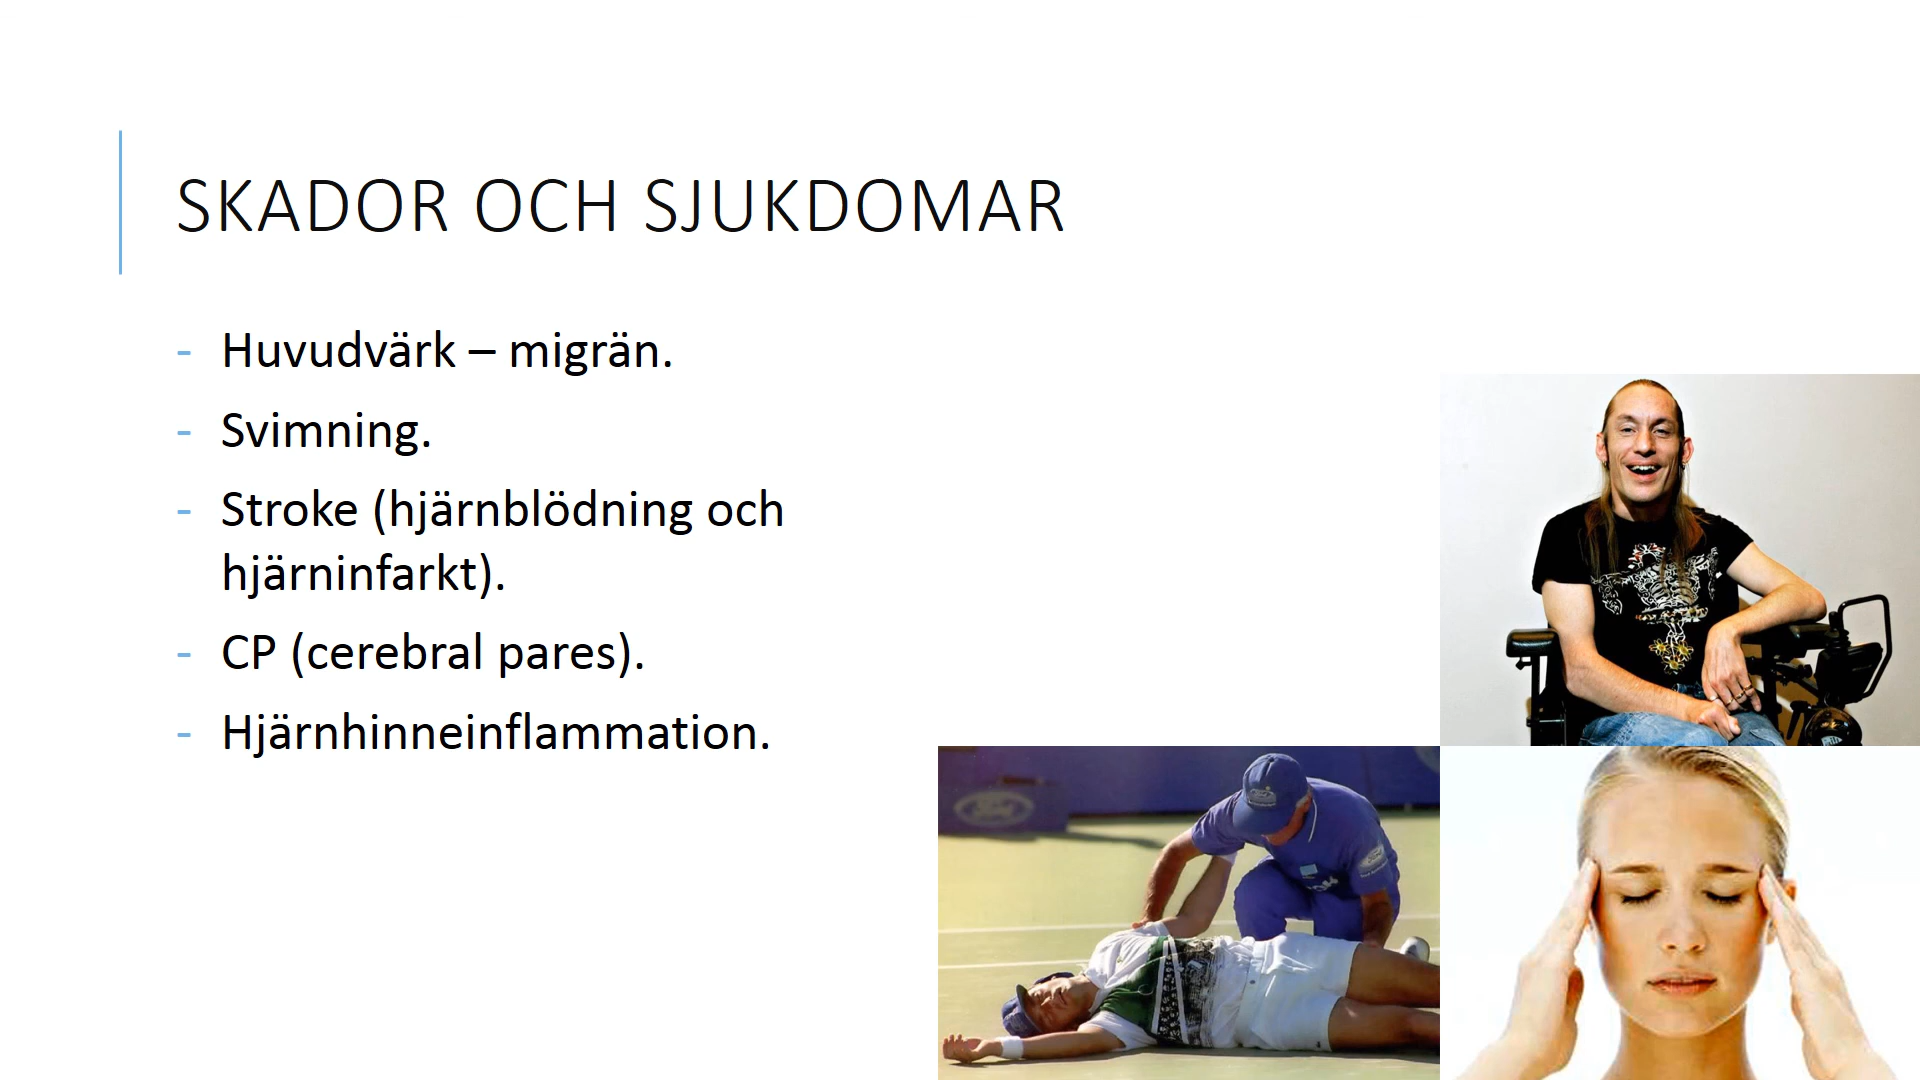 SKADOR OCH SJUKDOMAR
- Huvudvärk – migrän.
- Svimning.
- Stroke (hjärnblödning och
hjärninfarkt).
- CP (cerebral pares).
- Hjärnhinneinflammation.